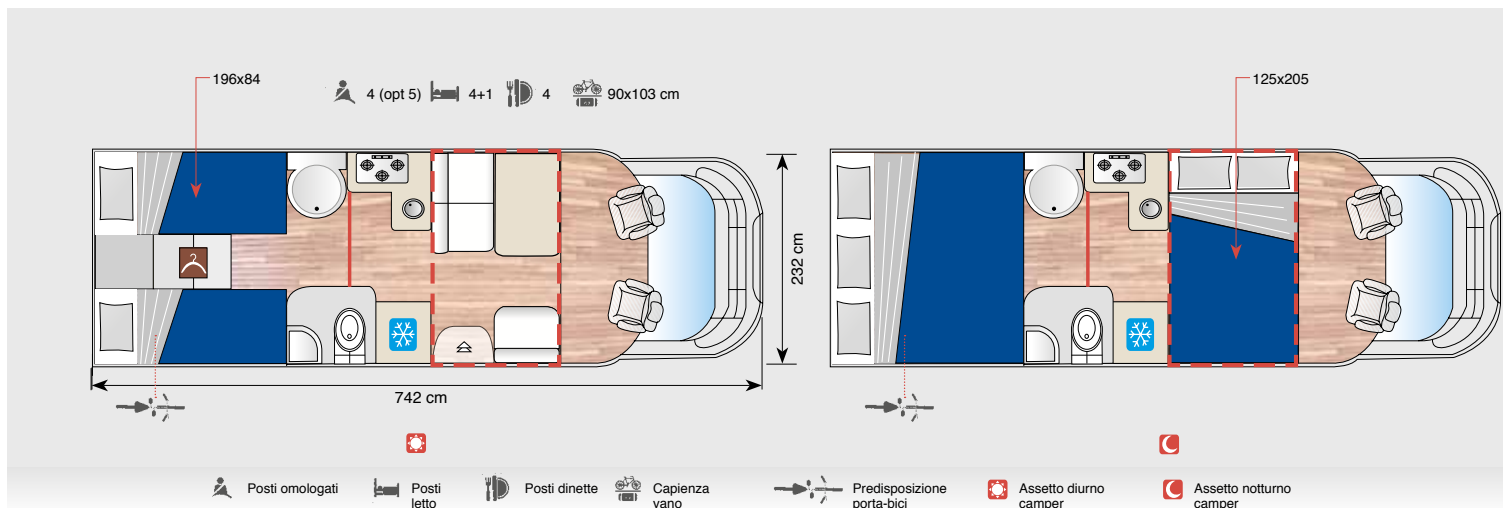 196x84
4 (opt 5)
4+1
4
90x103 cm
125x205
232 cm
742 cm
Posti omologati
Posti
letto
Posti dinette
Capienza
vano
Predisposizione
porta-bici
Assetto diurno
camper
Assetto notturno
camper